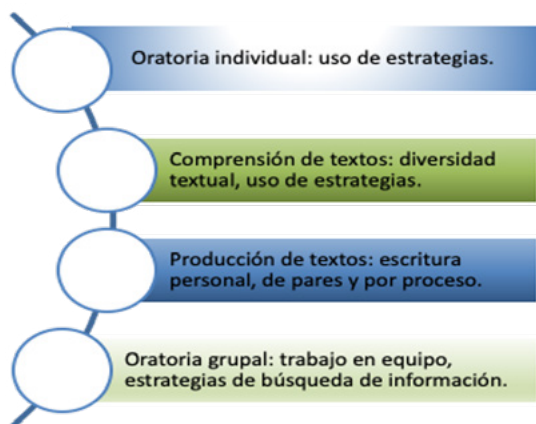 Oratoria individual: uso de estrategias.
Comprensión de textos: diversidad
textual, uso de estrategias.
Producción de textos: escritura
personal, de pares y por proceso.
Oratoria grupal: trabajo en equipo,
estrategias de búsqueda de información.